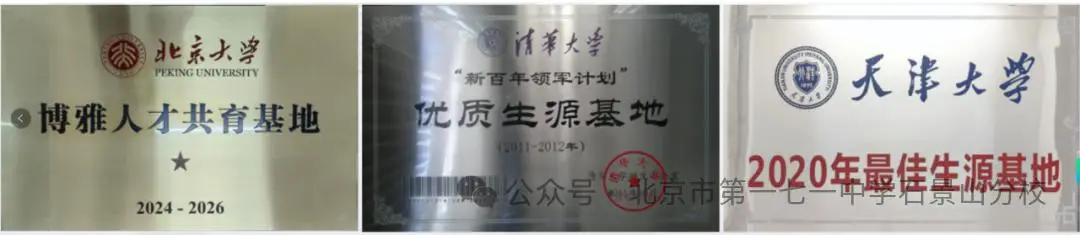 北京大学
PEKING UNIVERSITY
博雅人才共育基地
2024 - 2026
清华大学
“新百年领军计划”
优质生源基地
(2011-2012年)
天津大学
2020年最佳生源基地
公众号 · 北京市第一七一中学石景山分校